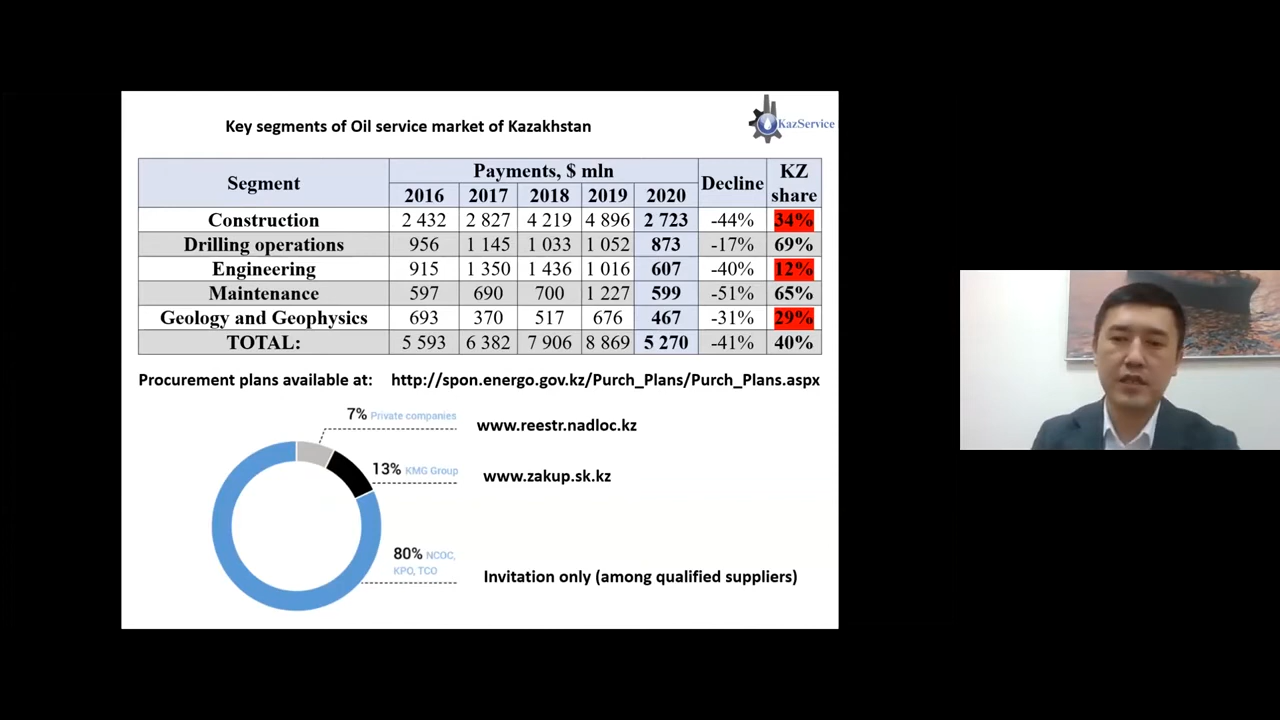 Key segments of Oil service market of Kazakhstan
KazService
Segment Payments, $ mln Decline KZ share
2016 2017 2018 2019 2020
Construction 2 432 2 827 4 219 4 896 2 723 -44% 34%
Drilling operations 956 1 145 1 033 1 052 873 -17% 69%
Engineering 915 1 350 1 436 1 016 607 -40% 12%
Maintenance 597 690 700 1 227 599 -51% 65%
Geology and Geophysics 693 370 517 676 467 -31% 29%
TOTAL: 5 593 6 382 7 906 8 869 5 270 -41% 40%
Procurement plans available at: http://spon.energo.gov.kz/Purch_Plans/Purch_Plans.aspx
7% Private companies
www.reestr.nadloc.kz
13% KMG Group
www.zakup.sk.kz
80% NCOC,
KPO, TCO
Invitation only (among qualified suppliers)